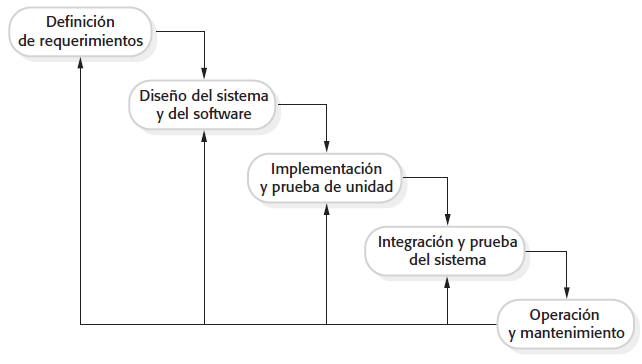 Definición
de requerimientos
Diseño del sistema
y del software
Implementación
y prueba de unidad
Integración y prueba
del sistema
Operación
y mantenimiento